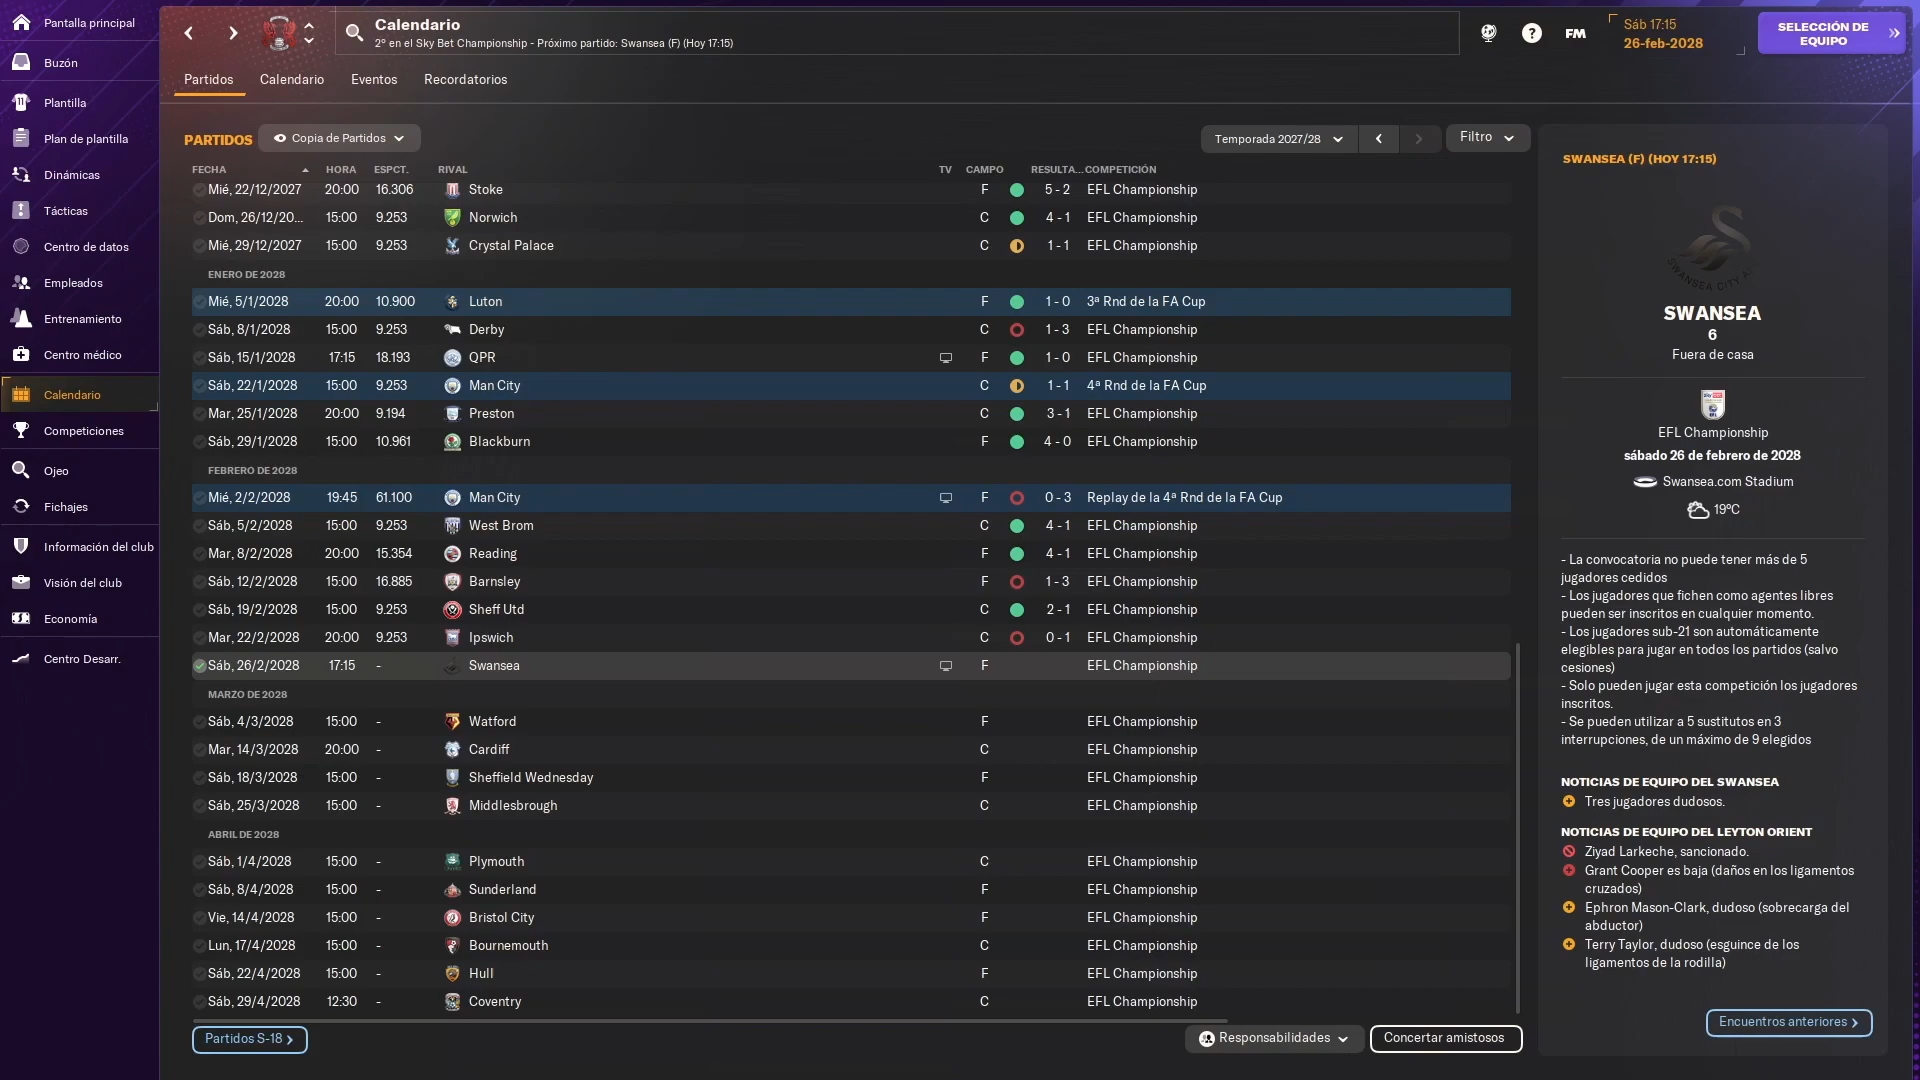 Pantalla principal
Buzón
Plantilla
Plan de plantilla
Dinámicas
Tácticas
Centro de datos
Empleados
Entrenamiento
Centro médico
Calendario
Competiciones
Ojeo
Fichajes
Información del club
Visión del club
Economía
Centro Desarr.
Calendario
2º en el Sky Bet Championship - Próximo partido: Swansea (F) (Hoy 17:15)
FM
Sáb 17:15
26-feb-2028
SELECCIÓN DE
EQUIPO
Partidos Calendario Eventos Recordatorios
PARTIDOS Copia de Partidos Temporada 2027/28 Filtro
FECHA HORA ESPCT. RIVAL TV CAMPO RESULTA... COMPETICIÓN
Mié, 22/12/2027 20:00 16.306 Stoke F 5 - 2 EFL Championship
Dom, 26/12/20... 15:00 9.253 Norwich C 4 - 1 EFL Championship
Mié, 29/12/2027 15:00 9.253 Crystal Palace C 1 - 1 EFL Championship
ENERO DE 2028
Mié, 5/1/2028 20:00 10.900 Luton F 1 - 0 3ª Rnd de la FA Cup
Sáb, 8/1/2028 15:00 9.253 Derby C 1 - 3 EFL Championship
Sáb, 15/1/2028 17:15 18.193 QPR F 1 - 0 EFL Championship
Sáb, 22/1/2028 15:00 9.253 Man City C 1 - 1 4ª Rnd de la FA Cup
Mar, 25/1/2028 20:00 9.194 Preston C 3 - 1 EFL Championship
Sáb, 29/1/2028 15:00 10.961 Blackburn F 4 - 0 EFL Championship
FEBRERO DE 2028
Mié, 2/2/2028 19:45 61.100 Man City F 0 - 3 Replay de la 4ª Rnd de la FA Cup
Sáb, 5/2/2028 15:00 9.253 West Brom C 4 - 1 EFL Championship
Mar, 8/2/2028 20:00 15.354 Reading F 4 - 1 EFL Championship
Sáb, 12/2/2028 15:00 16.885 Barnsley F 1 - 3 EFL Championship
Sáb, 19/2/2028 15:00 9.253 Sheff Utd C 2 - 1 EFL Championship
Mar, 22/2/2028 20:00 9.253 Ipswich C 0 - 1 EFL Championship
Sáb, 26/2/2028 17:15 - Swansea F EFL Championship
MARZO DE 2028
Sáb, 4/3/2028 15:00 - Watford F EFL Championship
Mar, 14/3/2028 20:00 - Cardiff C EFL Championship
Sáb, 18/3/2028 15:00 - Sheffield Wednesday F EFL Championship
Sáb, 25/3/2028 15:00 - Middlesbrough C EFL Championship
ABRIL DE 2028
Sáb, 1/4/2028 15:00 - Plymouth C EFL Championship
Sáb, 8/4/2028 15:00 - Sunderland F EFL Championship
Vie, 14/4/2028 15:00 - Bristol City F EFL Championship
Lun, 17/4/2028 15:00 - Bournemouth C EFL Championship
Sáb, 22/4/2028 15:00 - Hull F EFL Championship
Sáb, 29/4/2028 12:30 - Coventry C EFL Championship
Partidos S-18 Responsabilidades Concertar amistosos
SWANSEA (F) (HOY 17:15)
SWANSEA CITY
SWANSEA
6
Fuera de casa
EFL Championship
sábado 26 de febrero de 2028
Swansea.com Stadium
19ºC
- La convocatoria no puede tener más de 5
jugadores cedidos
- Los jugadores que fichen como agentes libres
pueden ser inscritos en cualquier momento.
- Los jugadores sub-21 son automáticamente
elegibles para jugar en todos los partidos (salvo
cesiones)
- Solo pueden jugar esta competición los jugadores
inscritos.
- Se pueden utilizar a 5 sustitutos en 3
interrupciones, de un máximo de 9 elegidos
NOTICIAS DE EQUIPO DEL SWANSEA
Tres jugadores dudosos.
NOTICIAS DE EQUIPO DEL LEYTON ORIENT
Ziyad Larkeche, sancionado.
Grant Cooper es baja (daños en los ligamentos
cruzados)
Ephron Mason-Clark, dudoso (sobrecarga del
abductor)
Terry Taylor, dudoso (esguince de los
ligamentos de la rodilla)
Encuentros anteriores